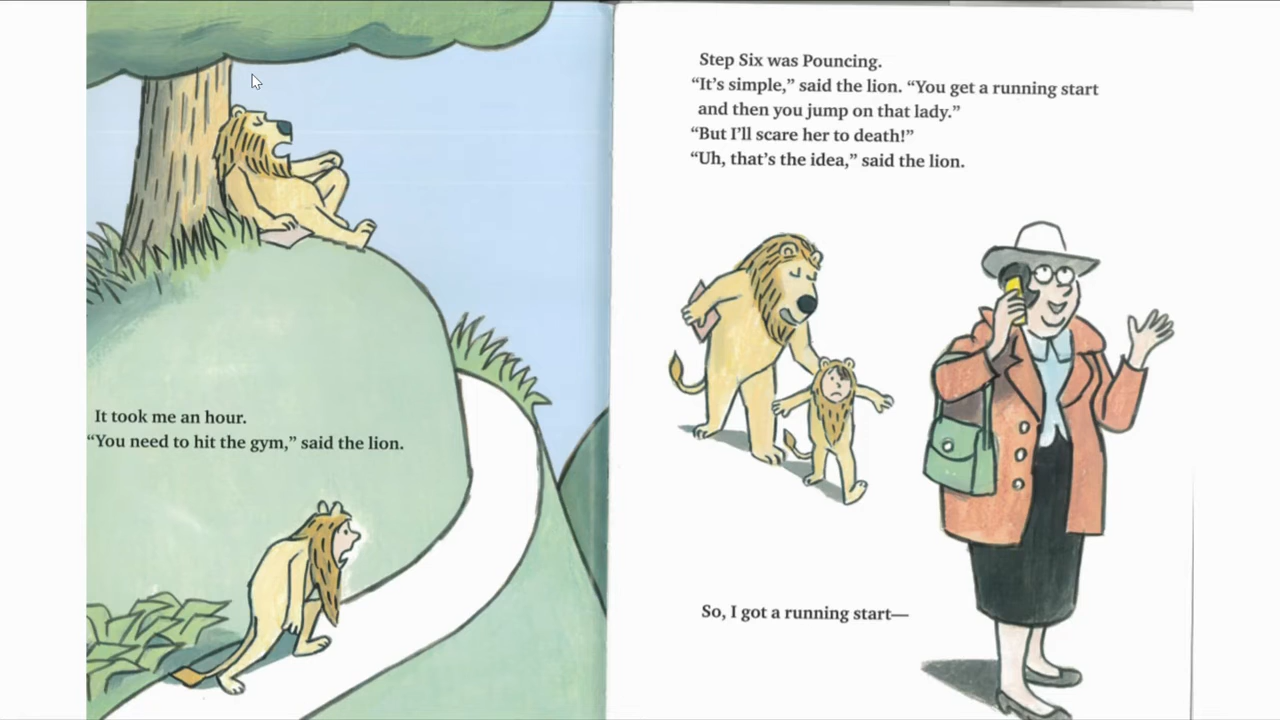 It took me an hour.
“You need to hit the gym,” said the lion.
Step Six was Pouncing.
“It’s simple,” said the lion. “You get a running start
and then you jump on that lady.”
“But I’ll scare her to death!”
“Uh, that’s the idea,” said the lion.
So, I got a running start—